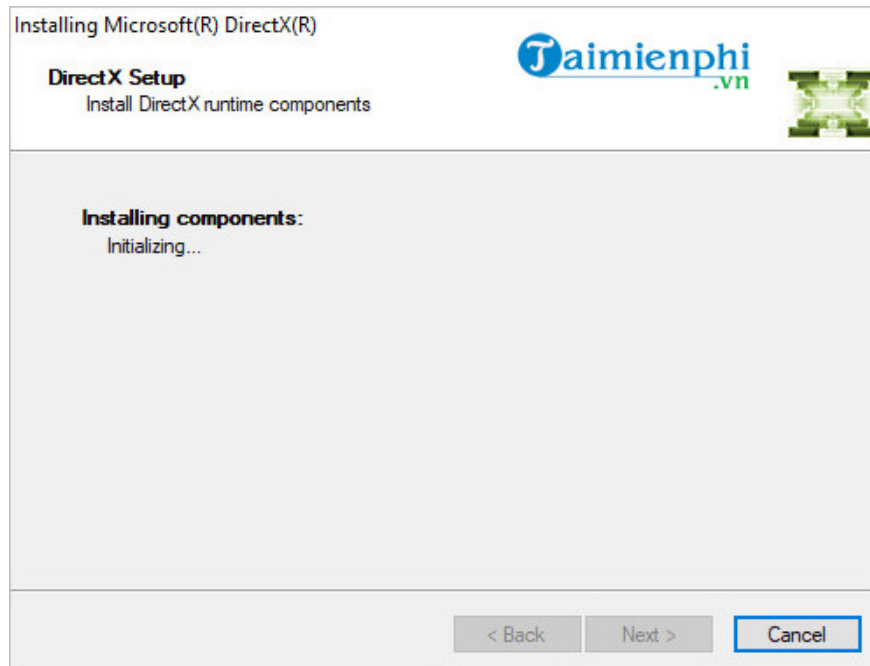 Installing Microsoft(R) DirectX(R)
Taimienphi
.vn
DirectX Setup
Install DirectX runtime components
Installing components:
Initializing...
< Back
Next >
Cancel